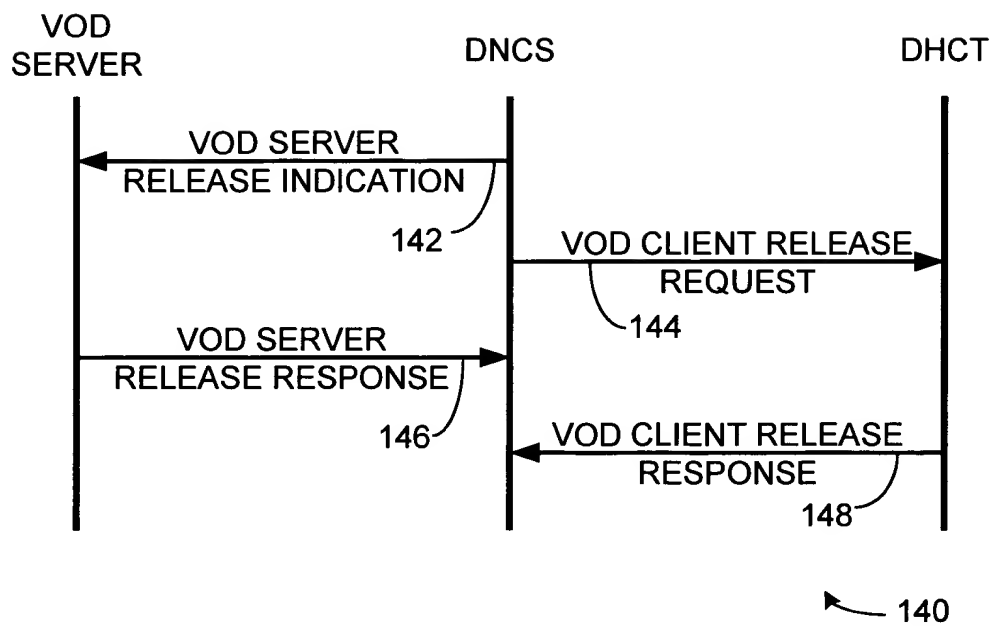 VOD
SERVER
DNCS
DHCT
VOD SERVER
RELEASE INDICATION
142
VOD CLIENT RELEASE
REQUEST
144
VOD SERVER
RELEASE RESPONSE
146
VOD CLIENT RELEASE
RESPONSE
148
140